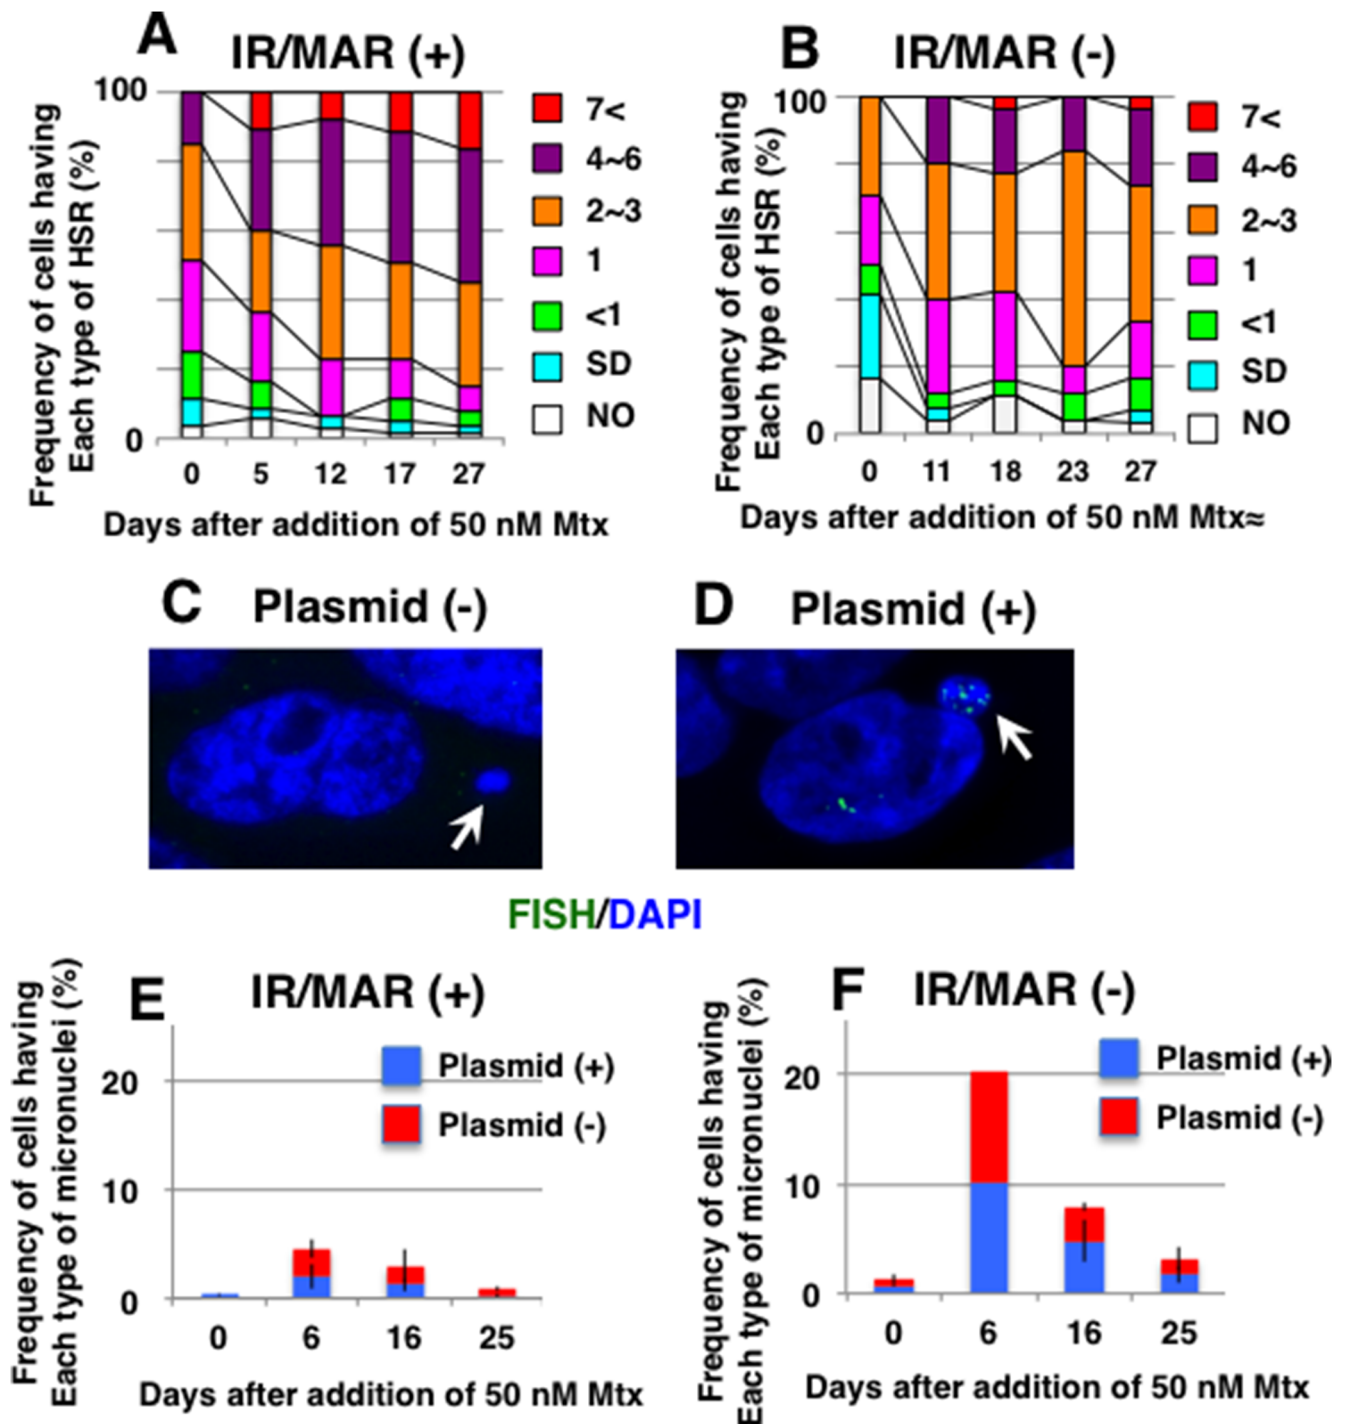 A
IR/MAR (+)
Frequency of cells having
Each type of HSR (%)
100
0
0 5 12 17 27
Days after addition of 50 nM Mtx
7<
4~6
2~3
1
<1
SD
NO
B
IR/MAR (-)
Frequency of cells having
Each type of HSR (%)
100
0
0 11 18 23 27
Days after addition of 50 nM Mtx≈
7<
4~6
2~3
1
<1
SD
NO
C Plasmid (-)
D Plasmid (+)
FISH/DAPI
E
IR/MAR (+)
Frequency of cells having
Each type of micronuclei (%)
20
10
0
Plasmid (+)
Plasmid (-)
0 6 16 25
Days after addition of 50 nM Mtx
F
IR/MAR (-)
Frequency of cells having
Each type of micronuclei (%)
20
10
0
Plasmid (+)
Plasmid (-)
0 6 16 25
Days after addition of 50 nM Mtx